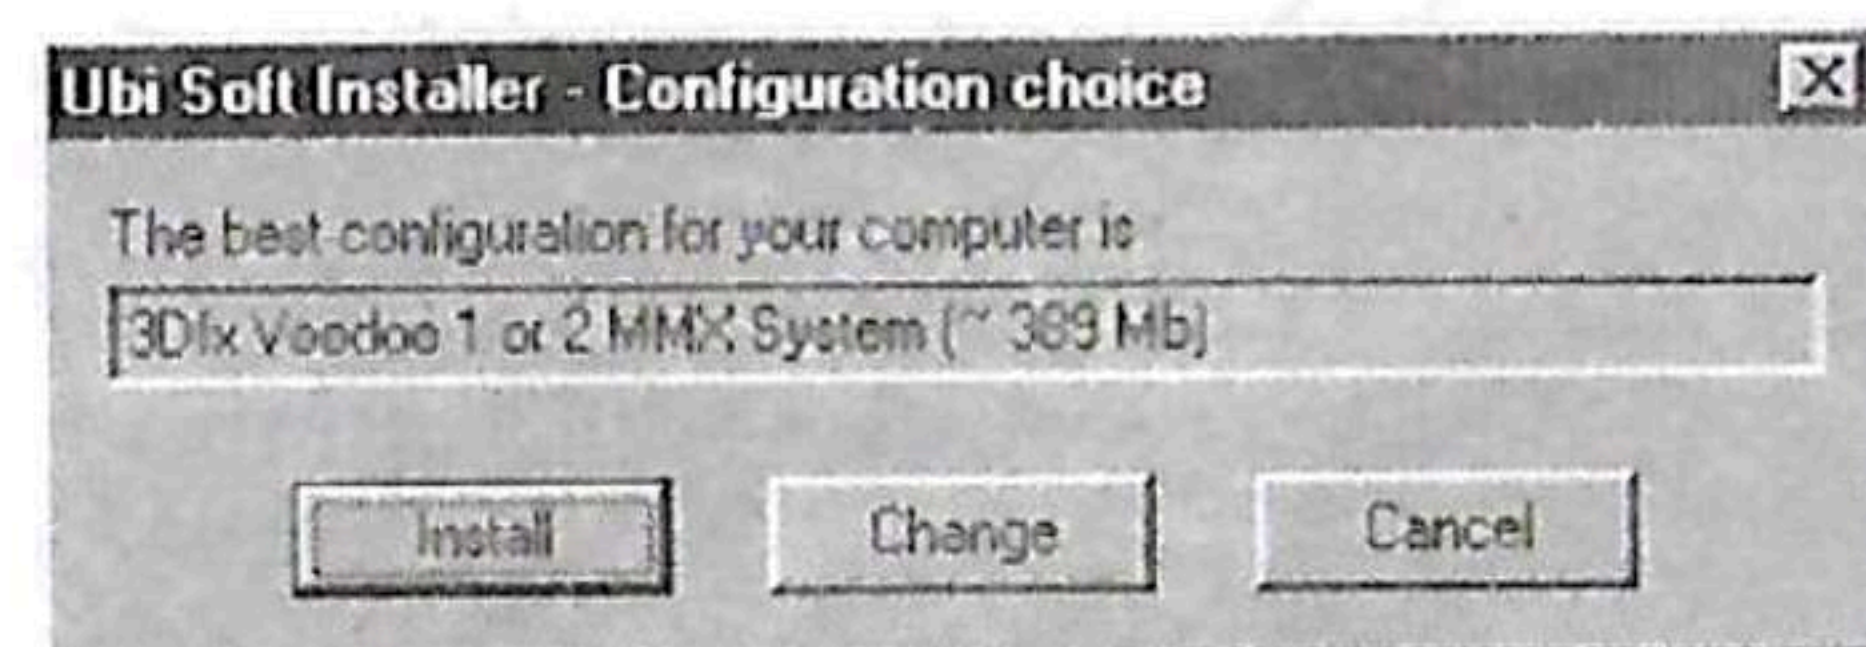 Ubi Soft Installer - Configuration choice
The best configuration for your computer is
3Dfx Voodoo 1 or 2 MMX System (~ 389 Mb)
Install Change Cancel